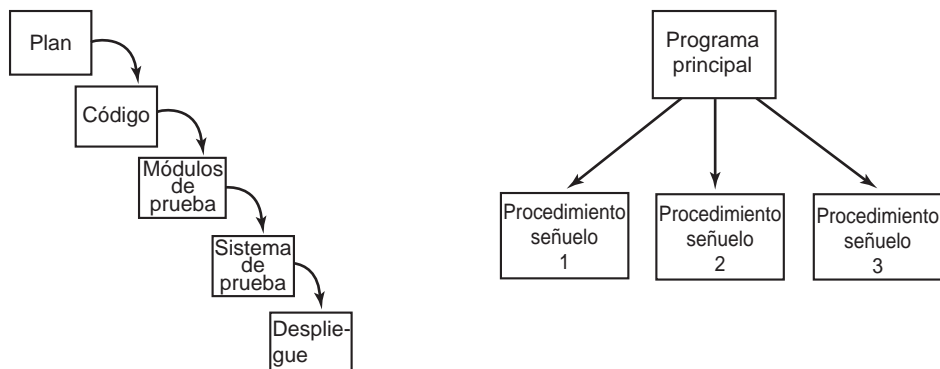 Plan
Código
Módulos
de
prueba
Sistema
de
prueba
Desplie-
gue
Programa
principal
Procedimiento
señuelo
1
Procedimiento
señuelo
2
Procedimiento
señuelo
3